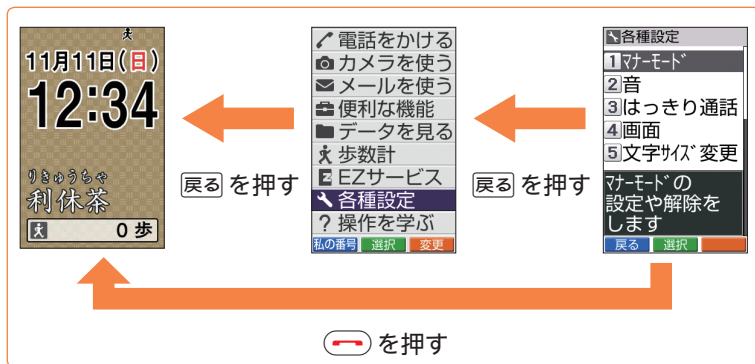 11月11日(日)
12:34
りきゅうちゃ
利休茶
0 歩
戻る を押す
電話をかける
カメラを使う
メールを使う
便利な機能
データを見る
歩数計
EZサービス
各種設定
? 操作を学ぶ
私の番号 選択 変更
戻る を押す
各種設定
1 ﾏﾅｰﾓｰﾄﾞ
2 音
3 はっきり通話
4 画面
5 文字ｻｲｽﾞ変更
ﾏﾅｰﾓｰﾄﾞの
設定や解除を
します
戻る 選択
を押す